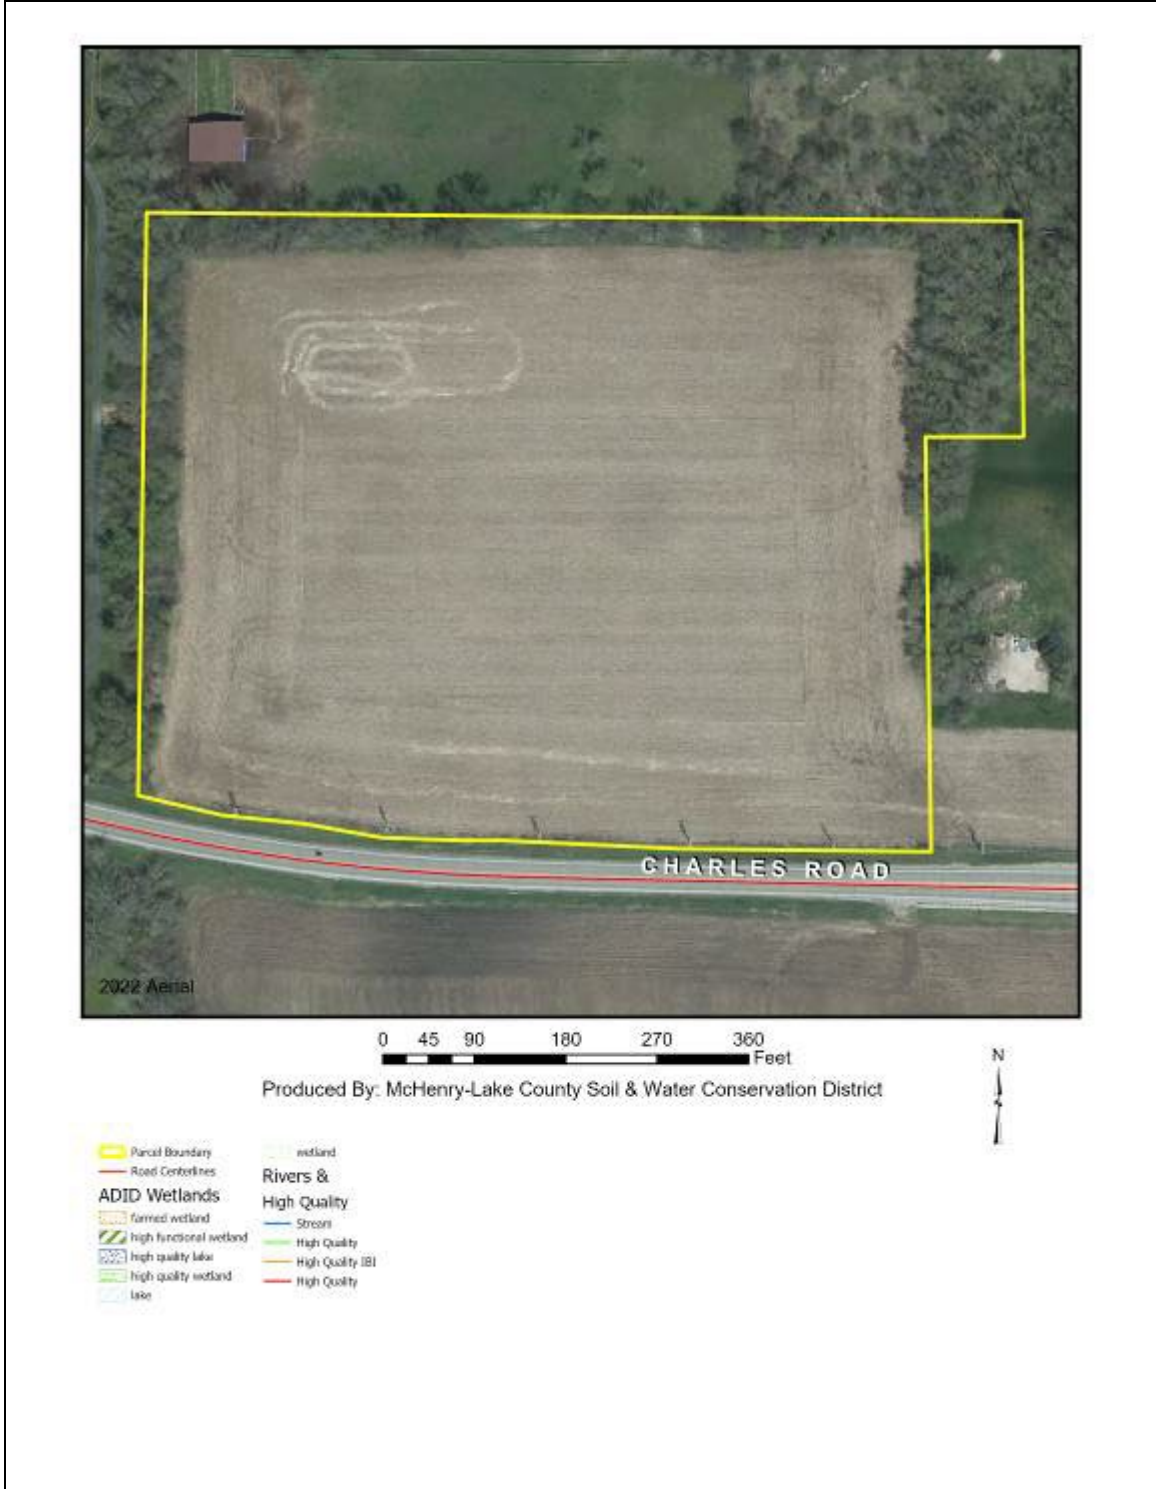 CHARLES ROAD
2022 Aerial
0 45 90 180 270 360
Feet
Produced By: McHenry-Lake County Soil & Water Conservation District
N
Parcel Boundary
Road Centerlines
ADID Wetlands
farmed wetland
high functional wetland
high quality lake
high quality wetland
lake
wetland
Rivers &
High Quality
Stream
High Quality
High Quality IBI
High Quality